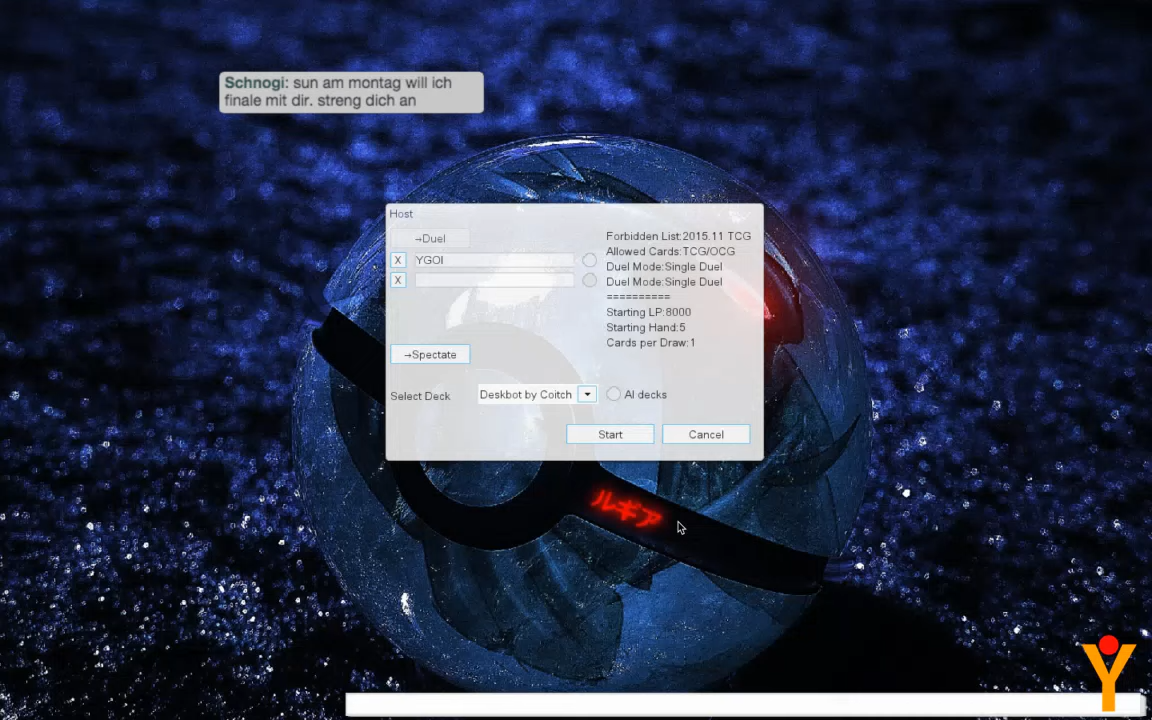 Schnogi: sun am montag will ich
finale mit dir. streng dich an
Host
→Duel
X YGOI
X
→Spectate
Select Deck Deskbot by Coitch AI decks
Start Cancel
Forbidden List:2015.11 TCG
Allowed Cards:TCG/OCG
Duel Mode:Single Duel
Duel Mode:Single Duel
==========
Starting LP:8000
Starting Hand:5
Cards per Draw:1
ルギア
Y